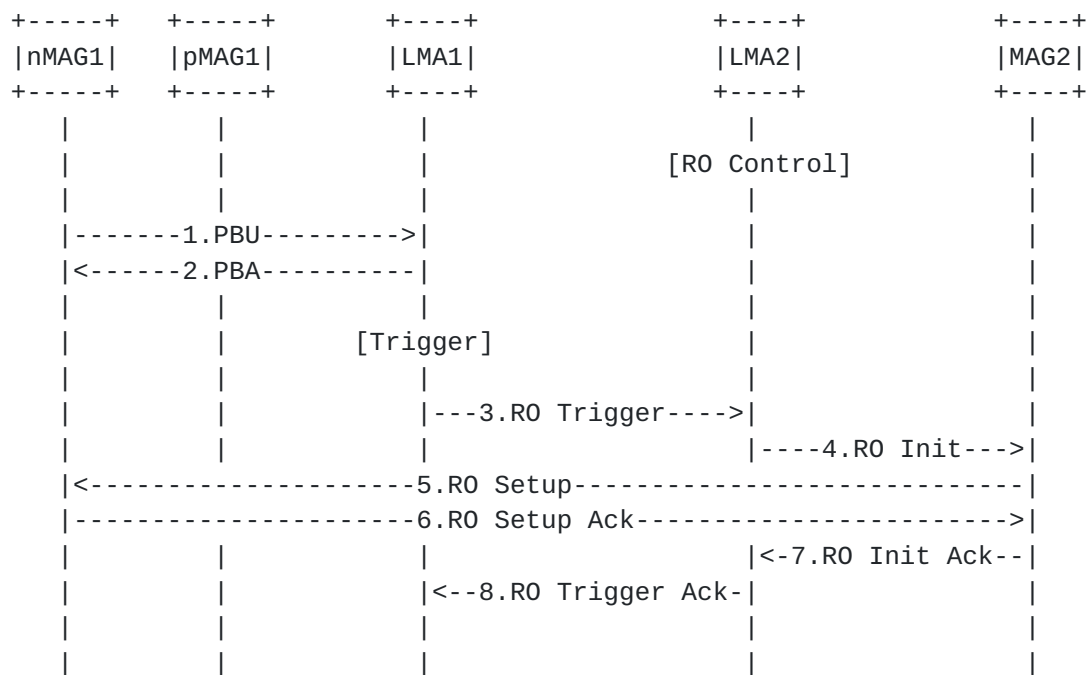 +-----+   +-----+       +----+               +----+            +----+
|nMAG1|   |pMAG1|       |LMA1|               |LMA2|            |MAG2|
+-----+   +-----+       +----+               +----+            +----+
   |         |            |                    |                 |
   |         |            |               [RO Control]           |
   |         |            |                    |                 |
   |-------1.PBU--------->|                    |                 |
   |<------2.PBA----------|                    |                 |
   |         |            |                    |                 |
   |         |        [Trigger]                |                 |
   |         |            |                    |                 |
   |         |            |---3.RO Trigger---->|                 |
   |         |            |                    |----4.RO Init--->|
   |<---------------------5.RO Setup-----------------------------|
   |----------------------6.RO Setup Ack------------------------>|
   |         |            |                    |<-7.RO Init Ack--|
   |         |            |<--8.RO Trigger Ack-|                 |
   |         |            |                    |                 |
   |         |            |                    |                 |